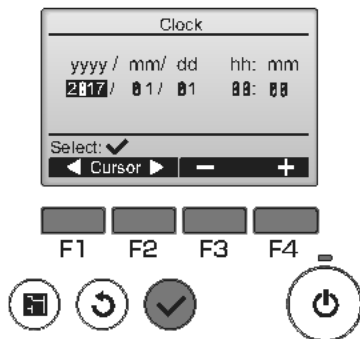 Clock
yyyy / mm/ dd hh: mm
2017/ 01/ 01 00: 00
Select:
Cursor − +
F1 F2 F3 F4